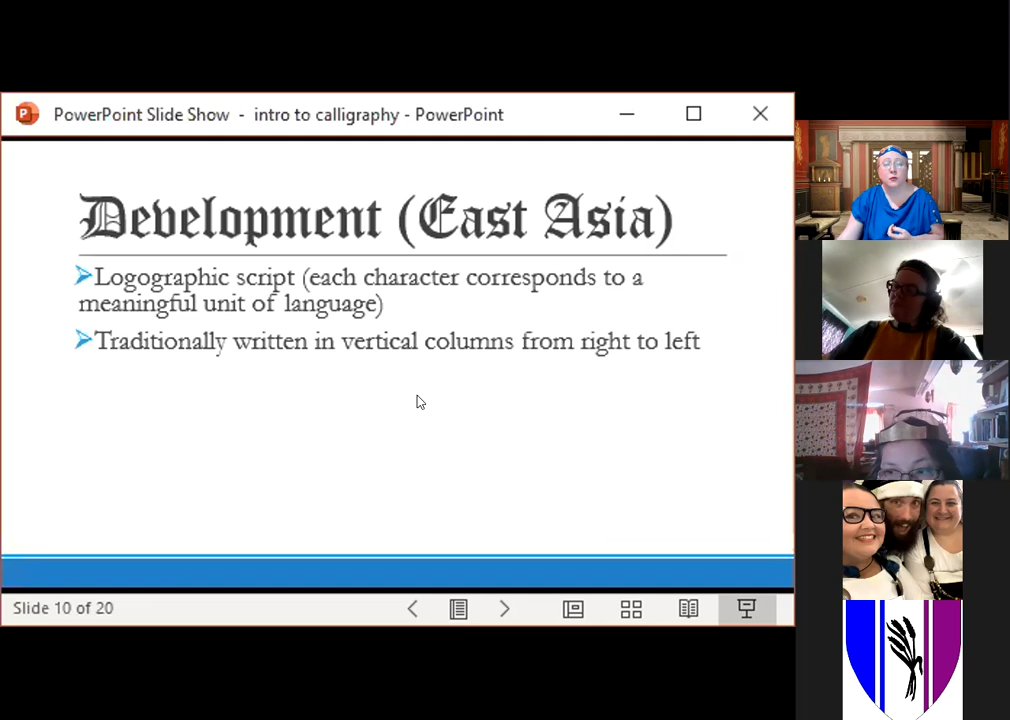 PowerPoint Slide Show - intro to calligraphy - PowerPoint
Development (East Asia)
➢Logographic script (each character corresponds to a
meaningful unit of language)
➢Traditionally written in vertical columns from right to left
Slide 10 of 20